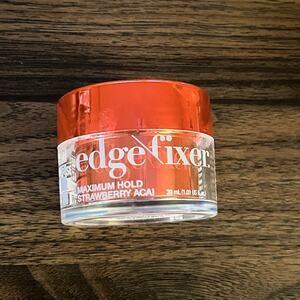 edge fixer
MAXIMUM HOLD
STRAWBERRY ACAI